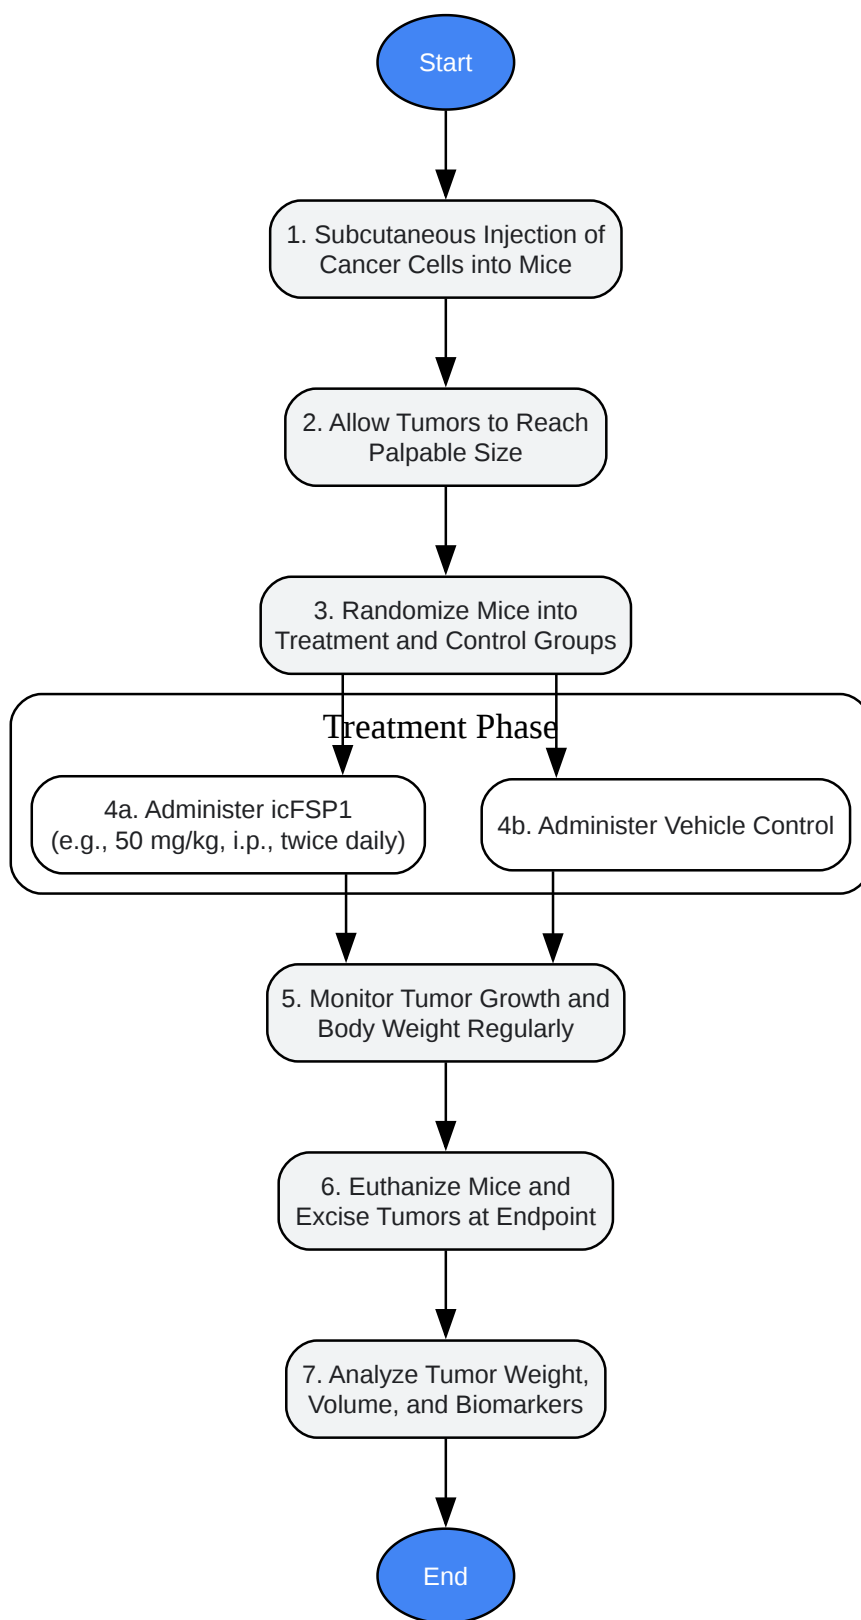 Start
1. Subcutaneous Injection of
Cancer Cells into Mice
2. Allow Tumors to Reach
Palpable Size
3. Randomize Mice into
Treatment and Control Groups
Treatment Phase
4a. Administer icFSP1
(e.g., 50 mg/kg, i.p., twice daily)
4b. Administer Vehicle Control
5. Monitor Tumor Growth and
Body Weight Regularly
6. Euthanize Mice and
Excise Tumors at Endpoint
7. Analyze Tumor Weight,
Volume, and Biomarkers
End